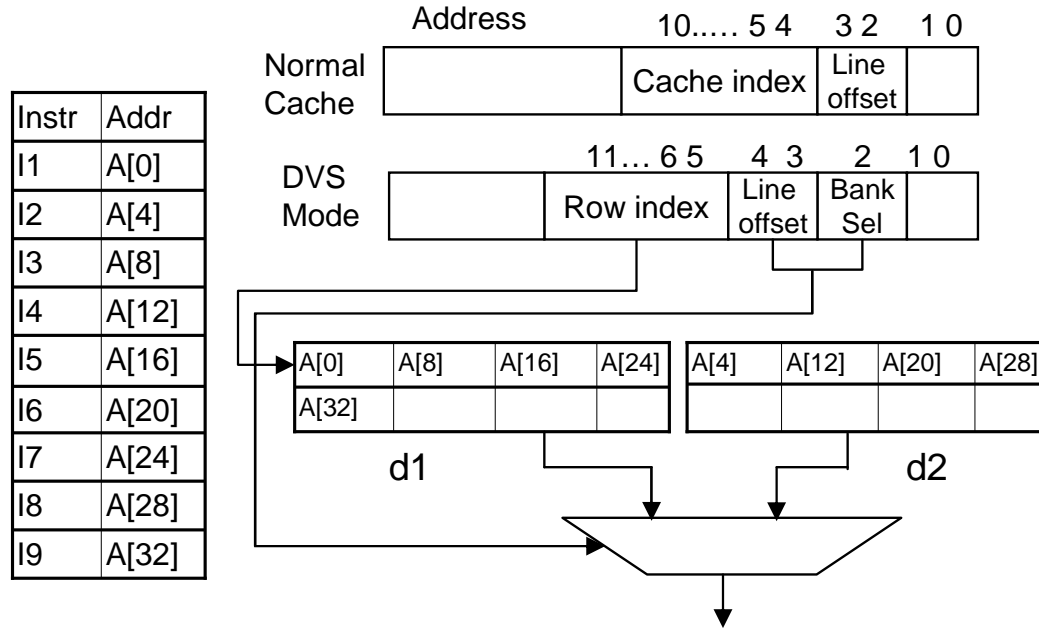 Address
10..… 5 4 3 2 1 0
Normal Cache
Cache index
Line offset
DVS Mode
11… 6 5 4 3 2 1 0
Row index
Line offset
Bank Sel
Instr Addr
I1 A[0]
I2 A[4]
I3 A[8]
I4 A[12]
I5 A[16]
I6 A[20]
I7 A[24]
I8 A[28]
I9 A[32]
A[0] A[8] A[16] A[24] A[4] A[12] A[20] A[28]
A[32]
d1 d2